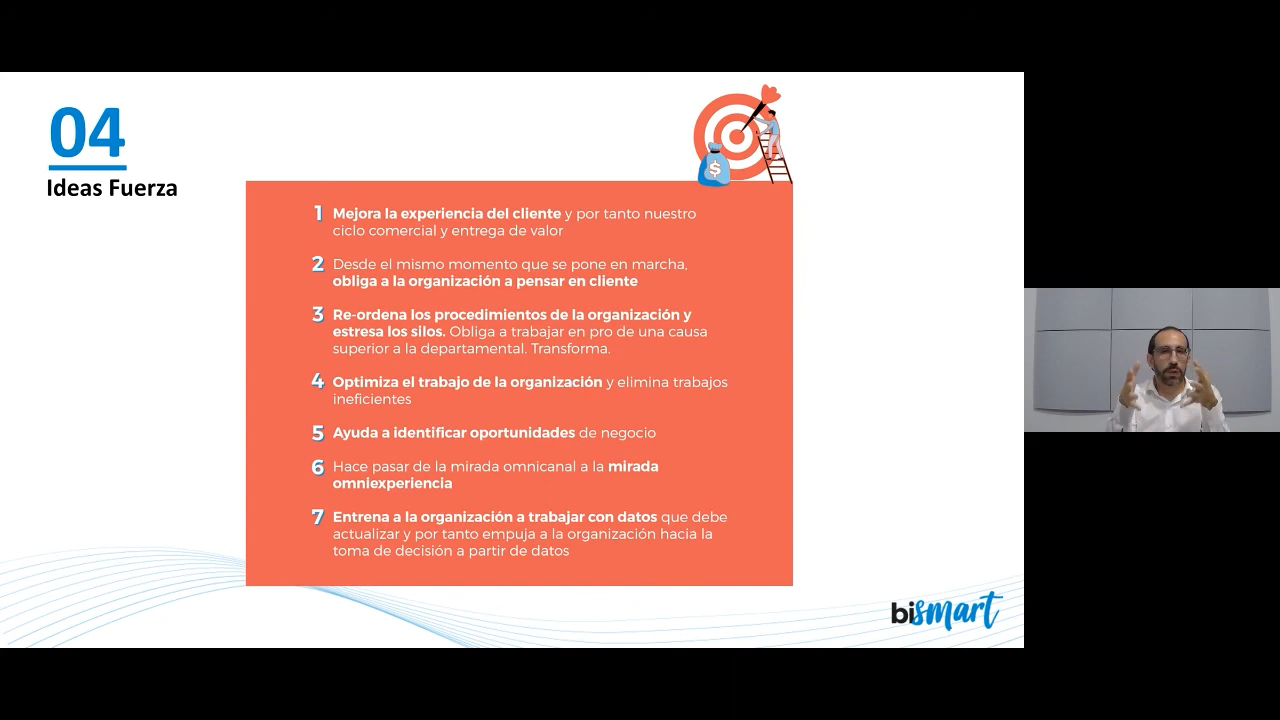 04
Ideas Fuerza
$
1 Mejora la experiencia del cliente y por tanto nuestro
ciclo comercial y entrega de valor
2 Desde el mismo momento que se pone en marcha,
obliga a la organización a pensar en cliente
3 Re-ordena los procedimientos de la organización y
estresa los silos. Obliga a trabajar en pro de una causa
superior a la departamental. Transforma.
4 Optimiza el trabajo de la organización y elimina trabajos
ineficientes
5 Ayuda a identificar oportunidades de negocio
6 Hace pasar de la mirada omnicanal a la mirada
omniexperiencia
7 Entrena a la organización a trabajar con datos que debe
actualizar y por tanto empuja a la organización hacia la
toma de decisión a partir de datos
bismart